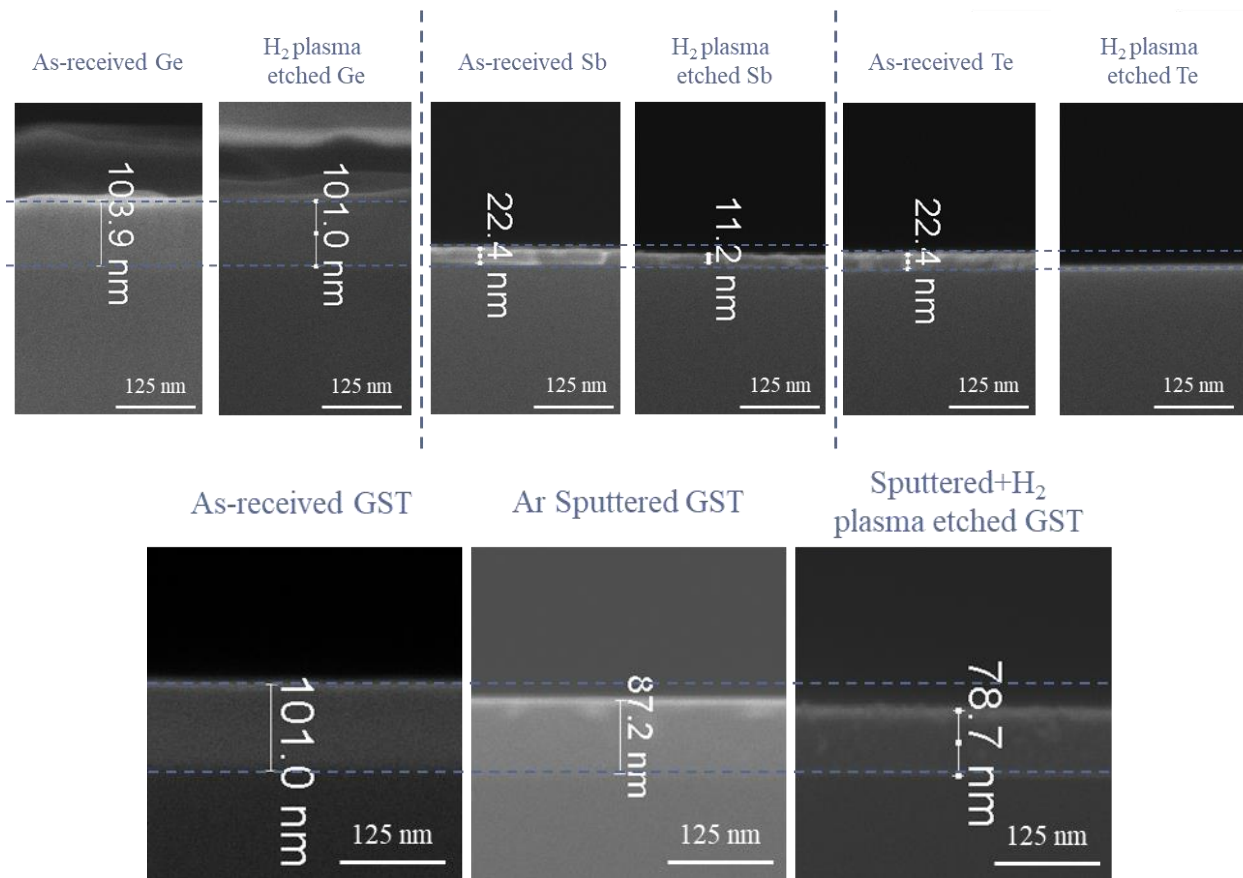 As-received Ge
H₂ plasma
etched Ge
As-received Sb
H₂ plasma
etched Sb
As-received Te
H₂ plasma
etched Te
103.9 nm
101.0 nm
22.4 nm
11.2 nm
22.4 nm
125 nm
125 nm
125 nm
125 nm
125 nm
125 nm
As-received GST
Ar Sputtered GST
Sputtered+H₂
plasma etched GST
101.0 nm
87.2 nm
78.7 nm
125 nm
125 nm
125 nm